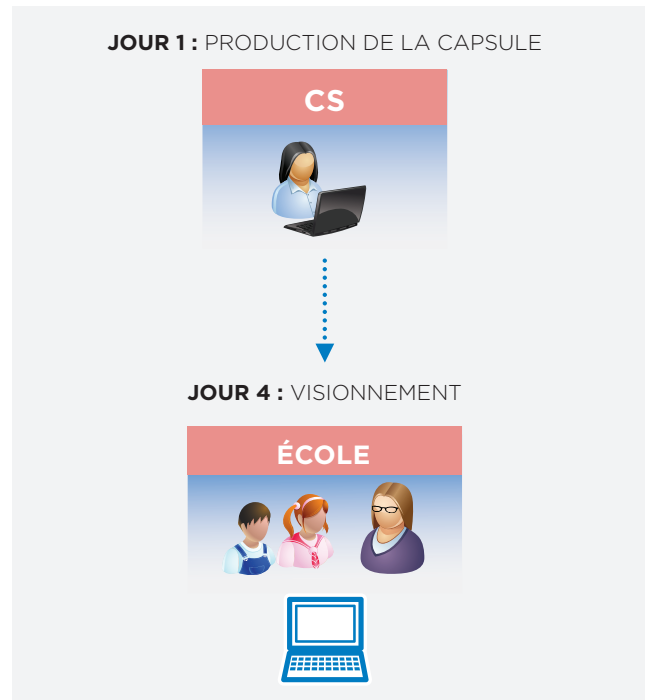 JOUR 1 : PRODUCTION DE LA CAPSULE
CS
JOUR 4 : VISIONNEMENT
ÉCOLE